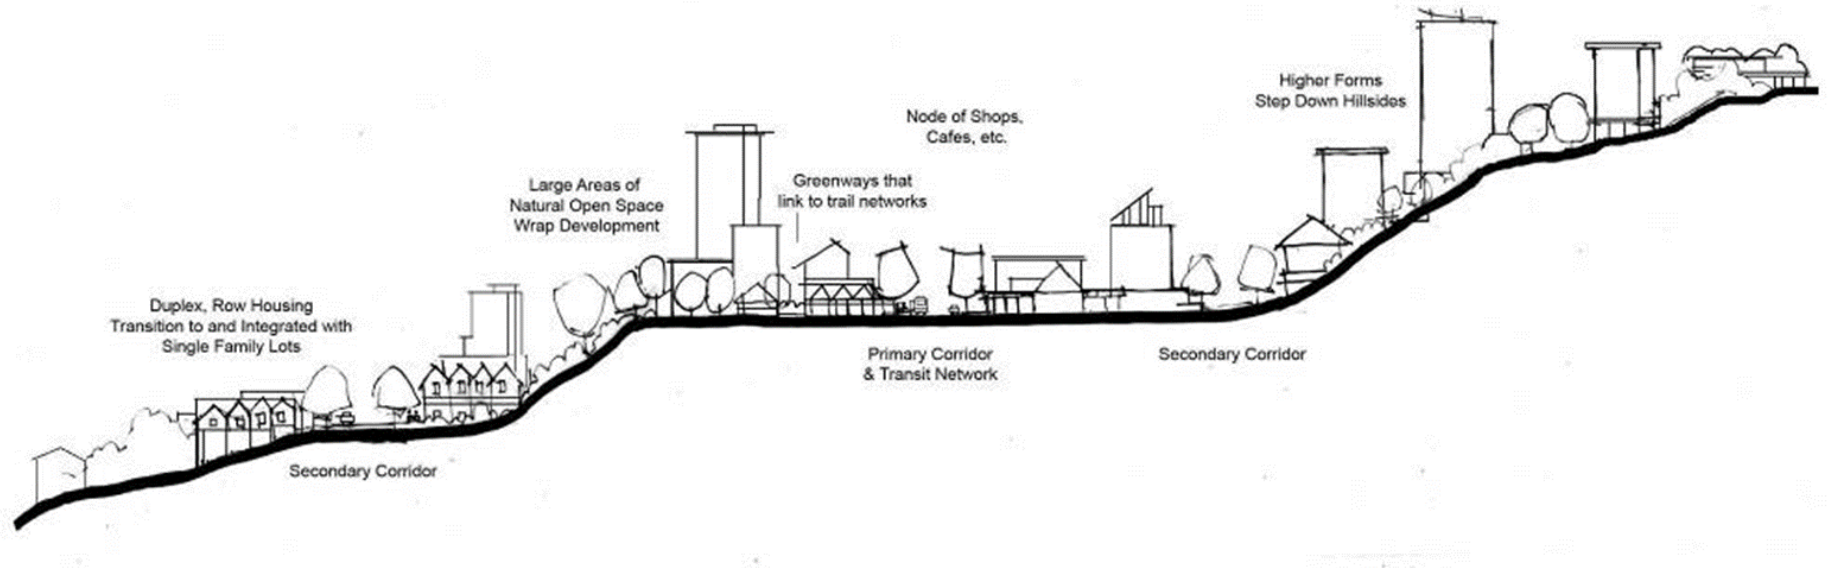 Higher Forms
Step Down Hillsides
Node of Shops,
Cafes, etc.
Large Areas of
Natural Open Space
Wrap Development
Greenways that
link to trail networks
Duplex, Row Housing
Transition to and Integrated with
Single Family Lots
Primary Corridor
& Transit Network
Secondary Corridor
Secondary Corridor